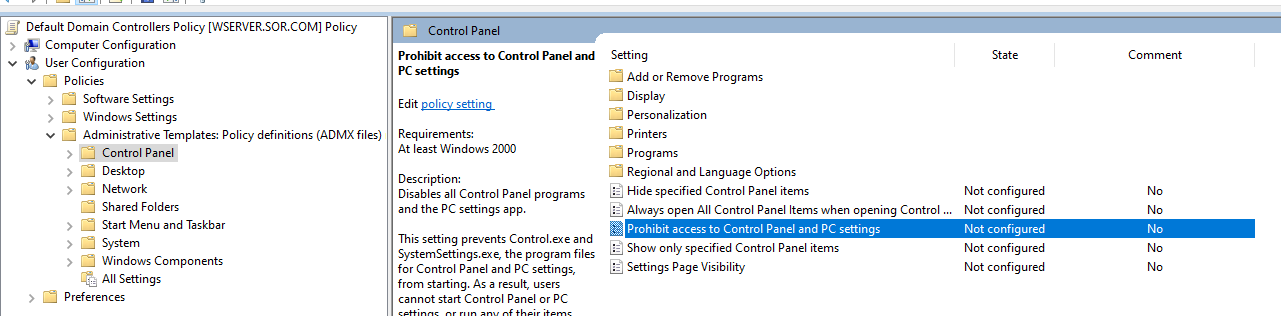 Default Domain Controllers Policy [WSERVER.SOR.COM] Policy
Computer Configuration
User Configuration
Policies
Software Settings
Windows Settings
Administrative Templates: Policy definitions (ADMX files)
Control Panel
Desktop
Network
Shared Folders
Start Menu and Taskbar
System
Windows Components
All Settings
Preferences
Control Panel
Prohibit access to Control Panel and
PC settings
Edit policy setting
Requirements:
At least Windows 2000
Description:
Disables all Control Panel programs
and the PC settings app.
This setting prevents Control.exe and
SystemSettings.exe, the program files
for Control Panel and PC settings,
from starting. As a result, users
cannot start Control Panel or PC
settings, or run any of their items.
Setting State Comment
Add or Remove Programs
Display
Personalization
Printers
Programs
Regional and Language Options
Hide specified Control Panel items Not configured No
Always open All Control Panel Items when opening Control ... Not configured No
Prohibit access to Control Panel and PC settings Not configured No
Show only specified Control Panel items Not configured No
Settings Page Visibility Not configured No